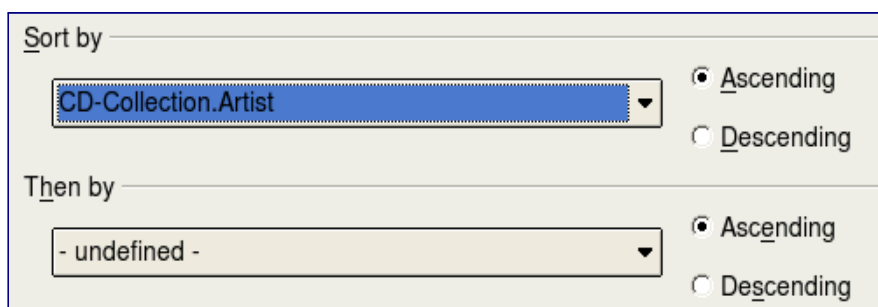 Sort by
CD-Collection.Artist
Ascending
Descending
Then by
- undefined -
Ascending
Descending